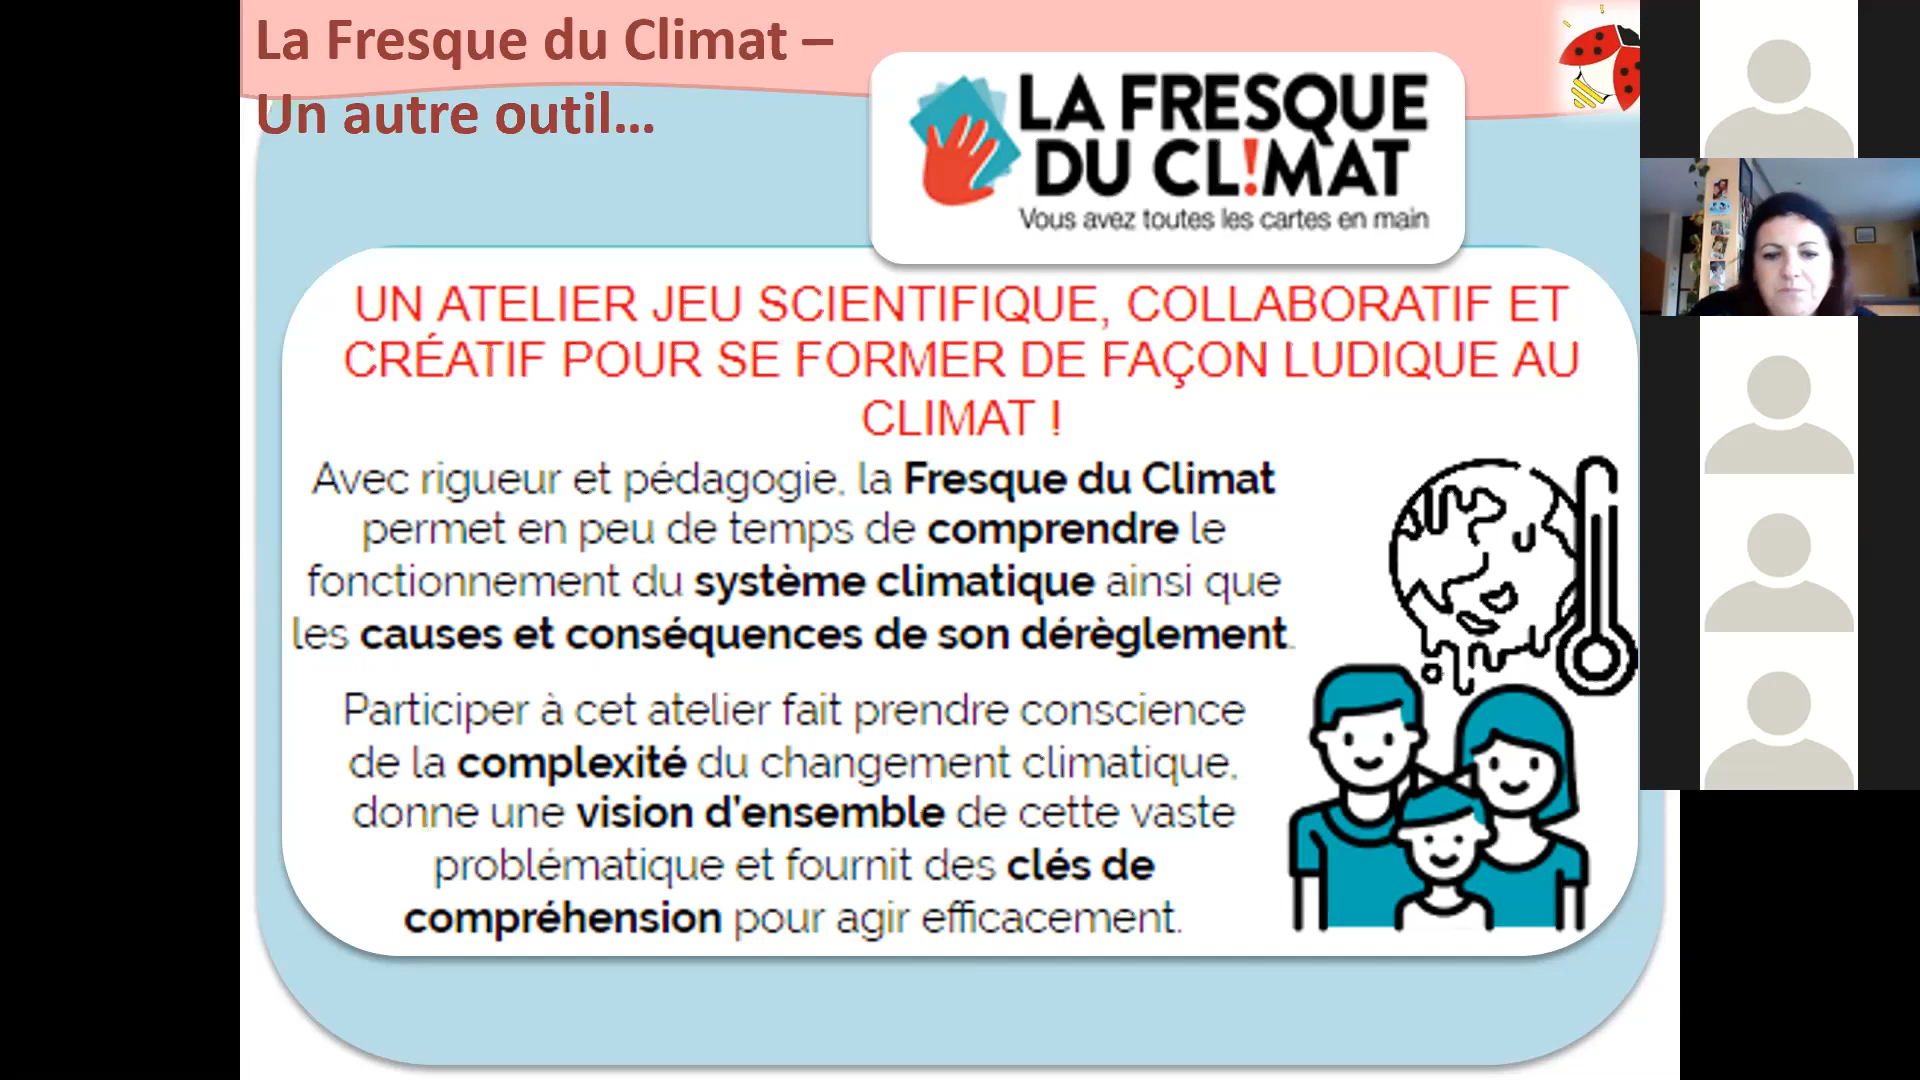 La Fresque du Climat –
Un autre outil…
LA FRESQUE
DU CL!MAT
Vous avez toutes les cartes en main
UN ATELIER JEU SCIENTIFIQUE, COLLABORATIF ET
CRÉATIF POUR SE FORMER DE FAÇON LUDIQUE AU
CLIMAT !
Avec rigueur et pédagogie, la Fresque du Climat
permet en peu de temps de comprendre le
fonctionnement du système climatique ainsi que
les causes et conséquences de son dérèglement.
Participer à cet atelier fait prendre conscience
de la complexité du changement climatique,
donne une vision d'ensemble de cette vaste
problématique et fournit des clés de
compréhension pour agir efficacement.